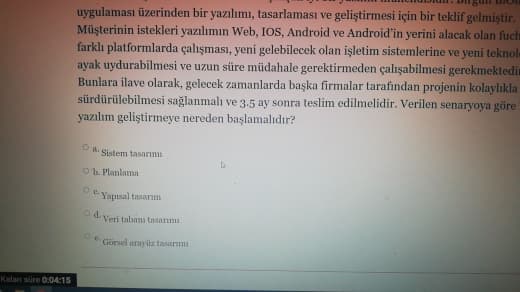 uygulaması üzerinden bir yazılımı, tasarlaması ve geliştirmesi için bir teklif gelmiştir.
Müşterinin istekleri yazılımın Web, IOS, Android ve Android'in yerini alacak olan
farklı platformlarda çalışması, yeni gelebilecek olan işletim sistemlerine ve yeni
ayak uydurabilmesi ve uzun süre müdahale gerektirmeden çalışabilmesi gerekmektedir
Bunlara ilave olarak, gelecek zamanlarda başka firmalar tarafından projenin kolaylıkla
sürdürülebilmesi sağlanmalı ve 3.5 ay sonra teslim edilmelidir. Verilen senaryoya göre
yazılım geliştirmeye nereden başlamalıdır?
a. Sistem tasarımı
b. Planlama
c. Yapısal tasarım
d. Veri tabanı tasarımı
e. Görsel arayüz tasarımı
Kalan süre 0:04:15